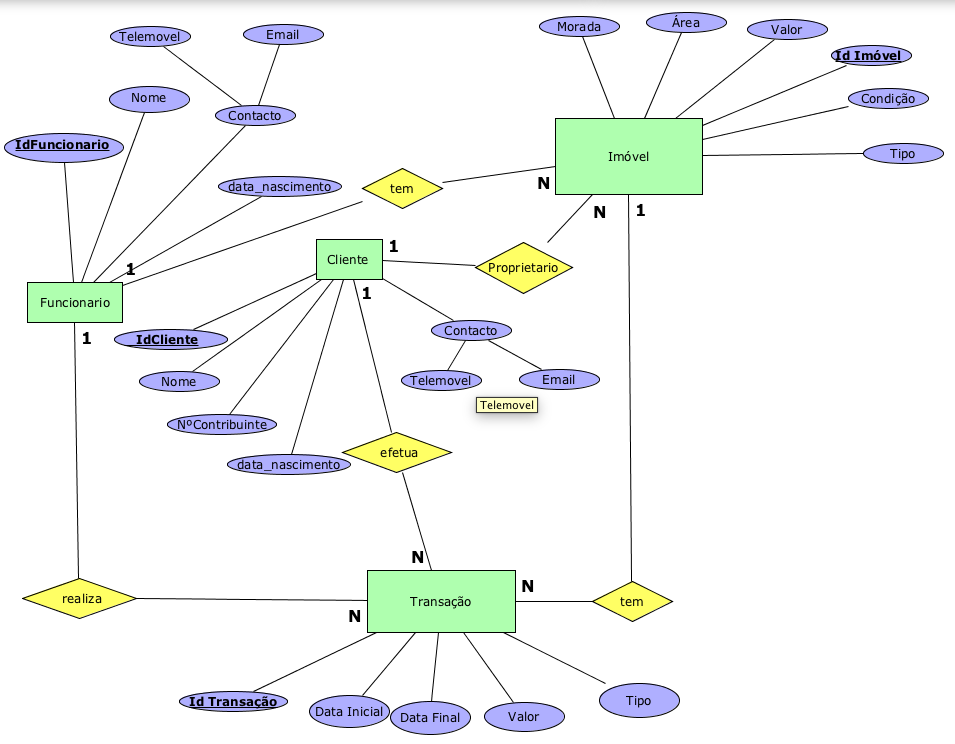 Telemovel
Email
Morada
Área
Valor
Id Imóvel
Nome
Contacto
Condição
IdFuncionario
Imóvel
Tipo
data_nascimento
tem
N
N
1
1
Cliente
1
Proprietario
Funcionario
1
1
IdCliente
Contacto
Nome
Telemovel
Email
Telemovel
NºContribuinte
data_nascimento
efetua
N
N
realiza
Transação
tem
N
Id Transação
Data Inicial
Data Final
Valor
Tipo